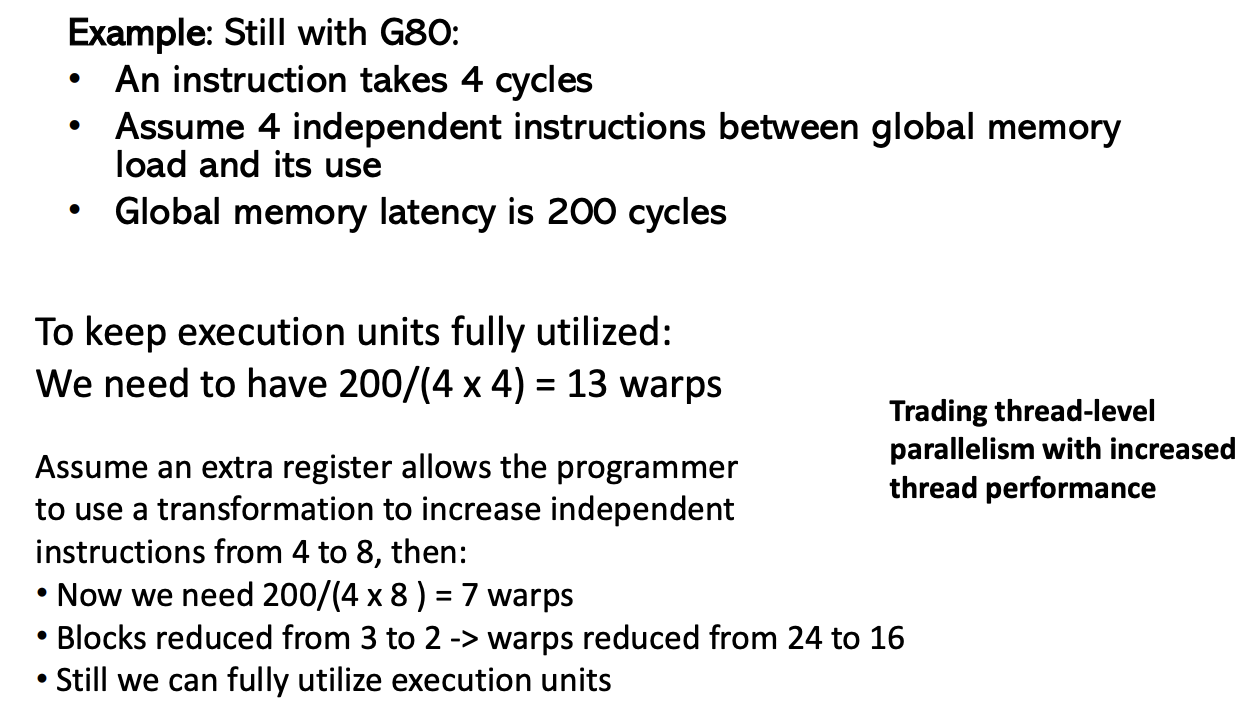 Example: Still with G80:
• An instruction takes 4 cycles
• Assume 4 independent instructions between global memory
load and its use
• Global memory latency is 200 cycles
To keep execution units fully utilized:
We need to have 200/(4 x 4) = 13 warps
Trading thread-level
parallelism with increased
thread performance
Assume an extra register allows the programmer
to use a transformation to increase independent
instructions from 4 to 8, then:
• Now we need 200/(4 x 8 ) = 7 warps
• Blocks reduced from 3 to 2 -> warps reduced from 24 to 16
• Still we can fully utilize execution units